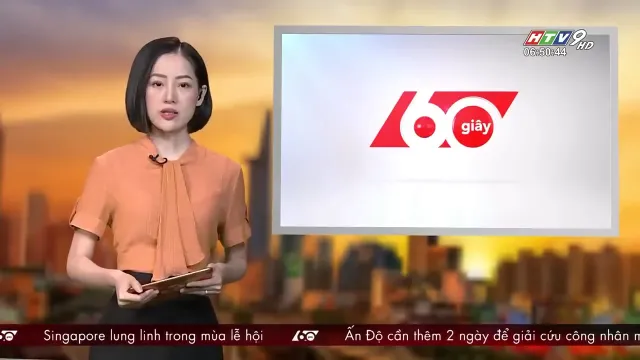 HTV9 HD
06:50:44
60 giây
Singapore lung linh trong mùa lễ hội
60
Ấn Độ cần thêm 2 ngày để giải cứu công nhân